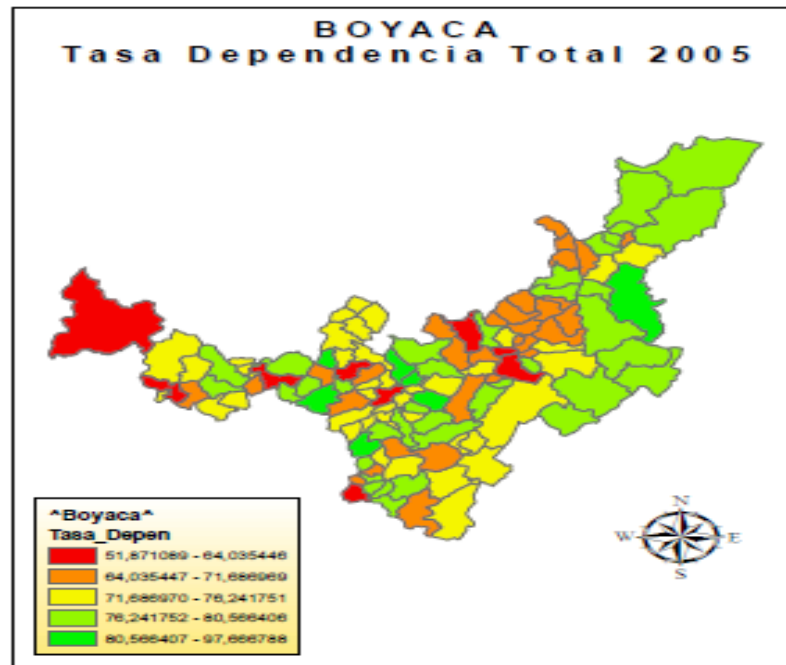 BOYACA
Tasa Dependencia Total 2005
^Boyaca^
Tasa_Depen
51,871089 - 64,035446
64,035447 - 71,686969
71,686970 - 76,241751
76,241752 - 80,566406
80,566407 - 97,666788
N
W E
S